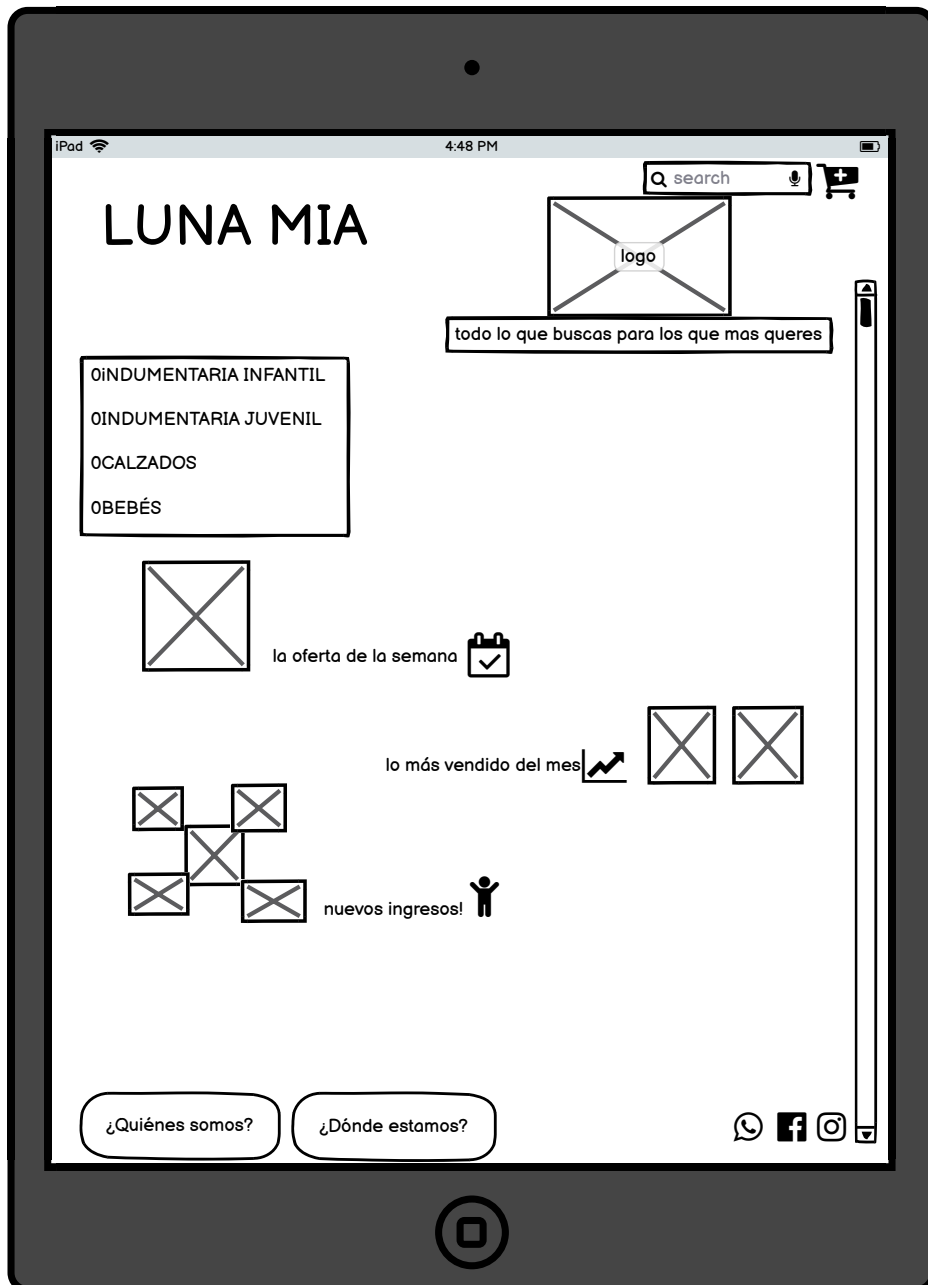 iPad
4:48 PM
search
LUNA MIA
logo
todo lo que buscas para los que mas queres
0iNDUMENTARIA INFANTIL
0INDUMENTARIA JUVENIL
0CALZADOS
0BEBÉS
la oferta de la semana
lo más vendido del mes
nuevos ingresos!
¿Quiénes somos?
¿Dónde estamos?